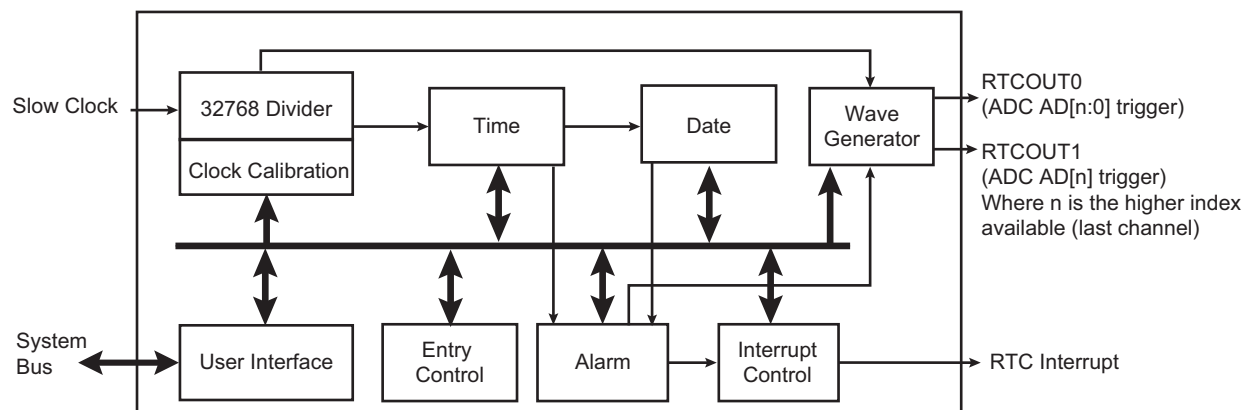 Slow Clock
32768 Divider
Clock Calibration
Time
Date
Wave
Generator
RTCOUT0
(ADC AD[n:0] trigger)
RTCOUT1
(ADC AD[n] trigger)
Where n is the higher index
available (last channel)
System
Bus
User Interface
Entry
Control
Alarm
Interrupt
Control
RTC Interrupt